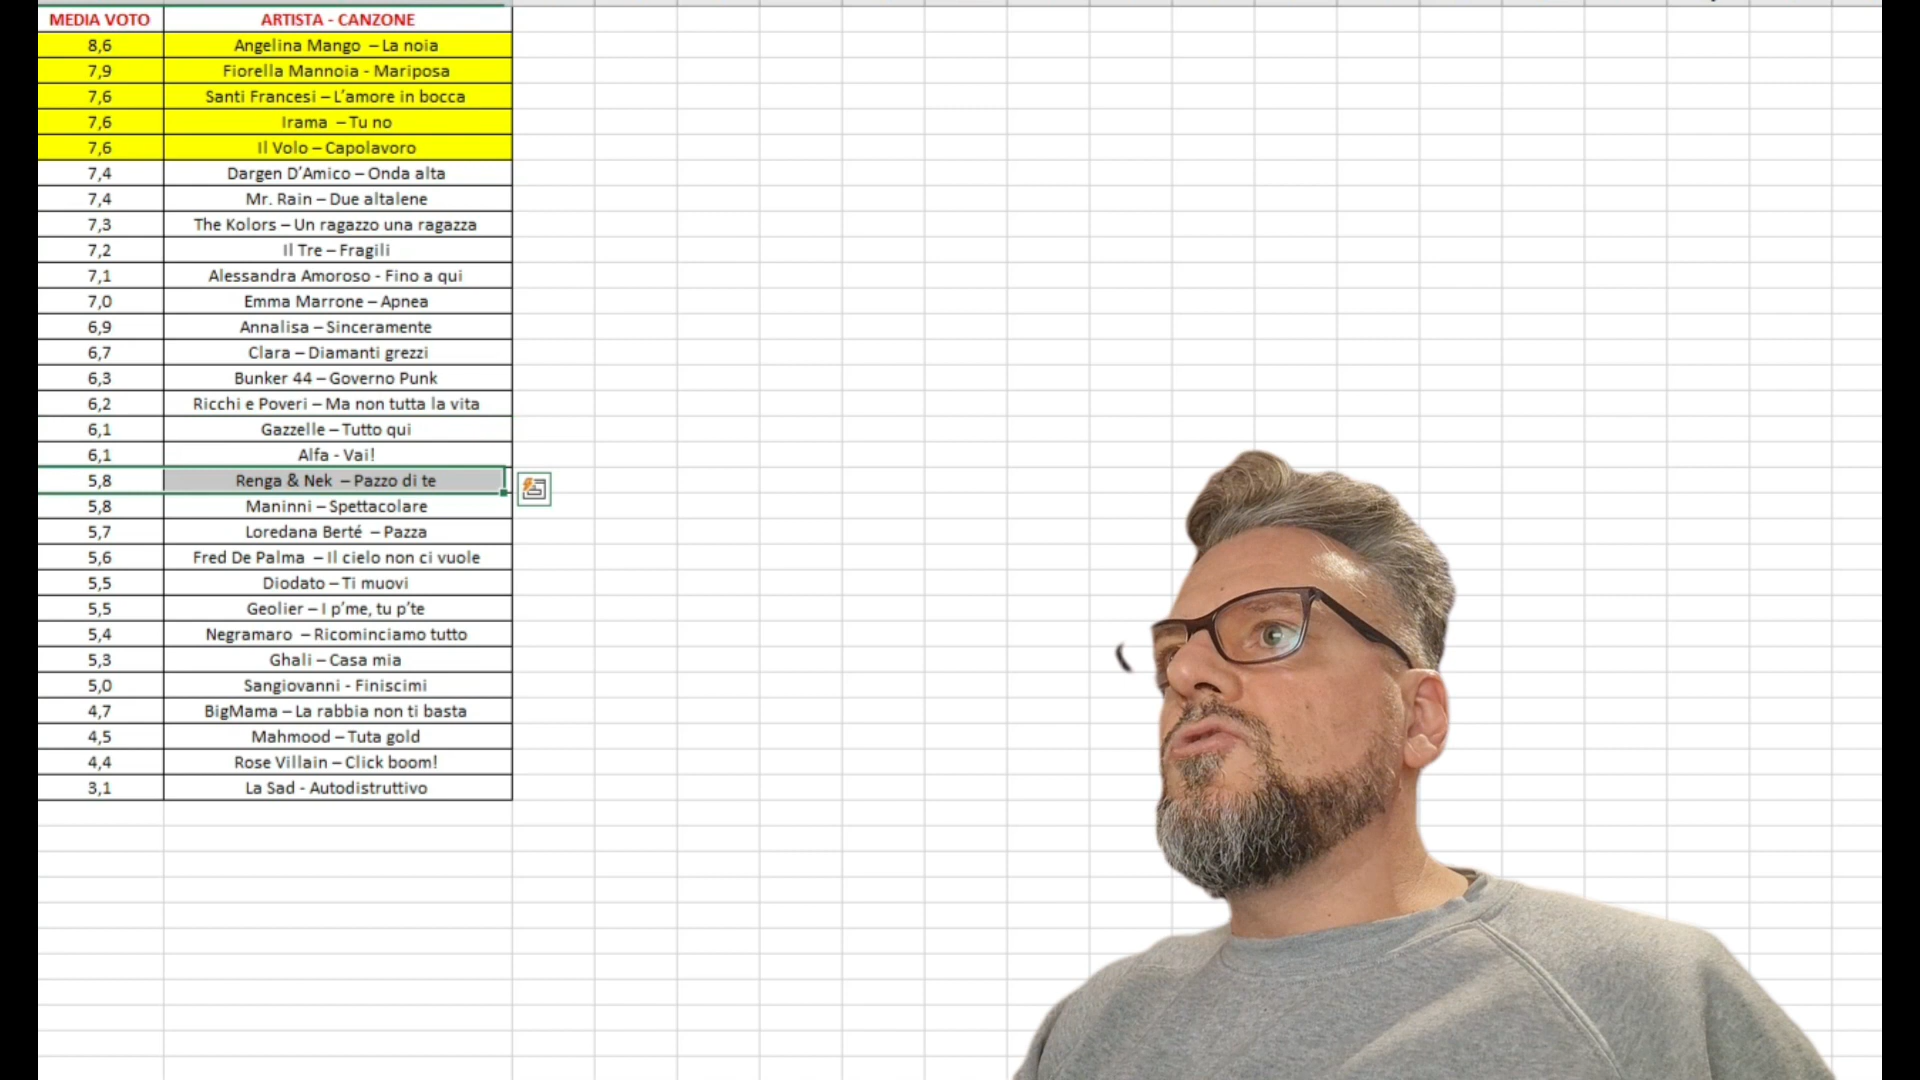 MEDIA VOTO ARTISTA - CANZONE
8,6 Angelina Mango – La noia
7,9 Fiorella Mannoia - Mariposa
7,6 Santi Francesi – L’amore in bocca
7,6 Irama – Tu no
7,6 Il Volo – Capolavoro
7,4 Dargen D’Amico – Onda alta
7,4 Mr. Rain – Due altalene
7,3 The Kolors – Un ragazzo una ragazza
7,2 Il Tre – Fragili
7,1 Alessandra Amoroso - Fino a qui
7,0 Emma Marrone – Apnea
6,9 Annalisa – Sinceramente
6,7 Clara – Diamanti grezzi
6,3 Bunker 44 – Governo Punk
6,2 Ricchi e Poveri – Ma non tutta la vita
6,1 Gazzelle – Tutto qui
6,1 Alfa - Vai!
5,8 Renga & Nek – Pazzo di te
5,8 Maninni – Spettacolare
5,7 Loredana Berté – Pazza
5,6 Fred De Palma – Il cielo non ci vuole
5,5 Diodato – Ti muovi
5,5 Geolier – I p’me, tu p’te
5,4 Negramaro – Ricominciamo tutto
5,3 Ghali – Casa mia
5,0 Sangiovanni - Finiscimi
4,7 BigMama – La rabbia non ti basta
4,5 Mahmood – Tuta gold
4,4 Rose Villain – Click boom!
3,1 La Sad - Autodistruttivo